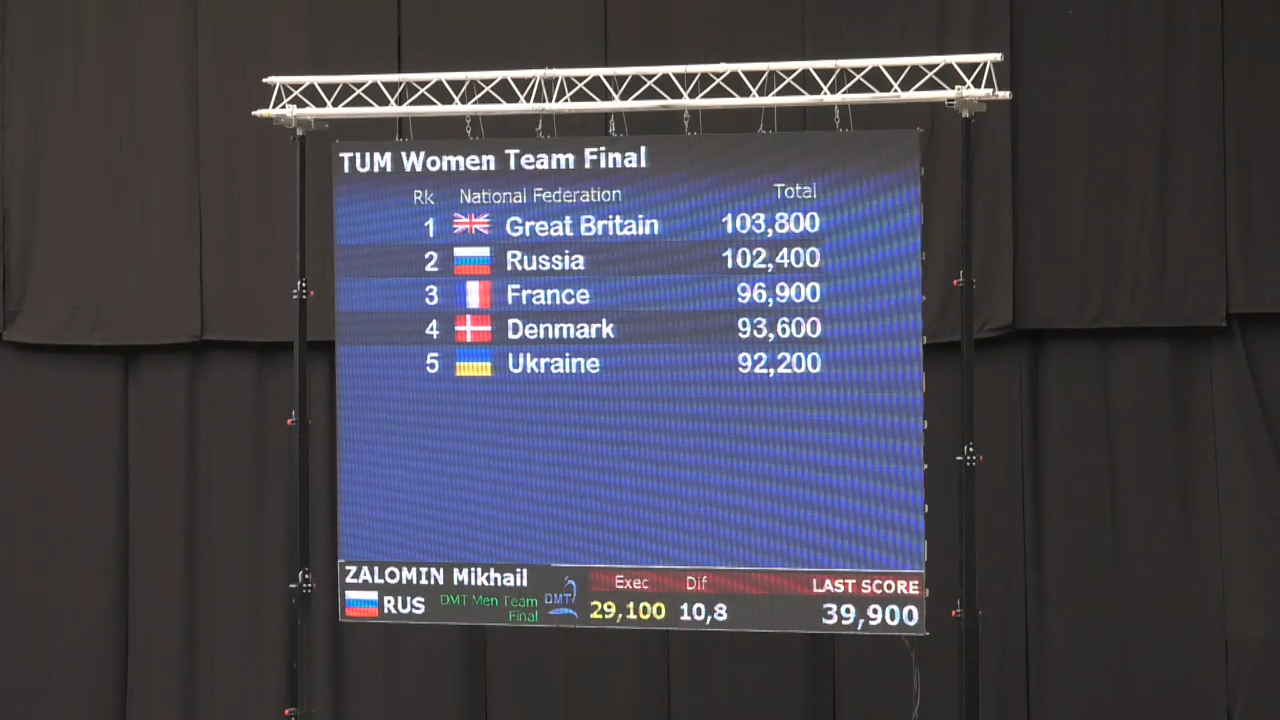 TUM Women Team Final
Rk National Federation Total
1 Great Britain 103,800
2 Russia 102,400
3 France 96,900
4 Denmark 93,600
5 Ukraine 92,200
ZALOMIN Mikhail Exec Dif LAST SCORE
RUS DMT Men Team Final DMT 29,100 10,8 39,900